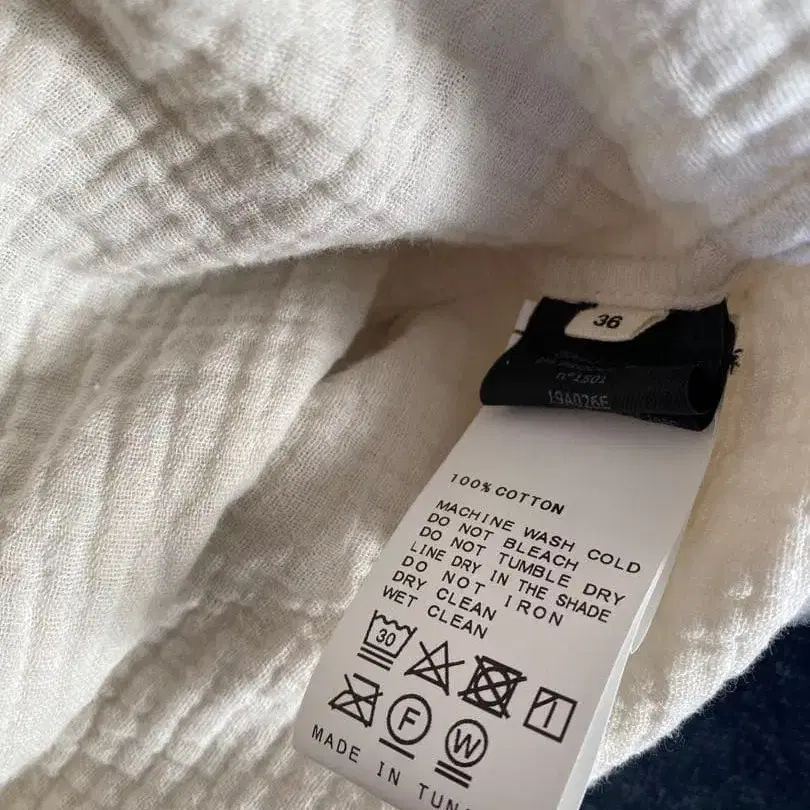 36
n°1501
100% COTTON
MACHINE WASH COLD
DO NOT BLEACH
DO NOT TUMBLE DRY
LINE DRY IN THE SHADE
DO NOT IRON
DRY CLEAN
WET CLEAN
30
F
W
MADE IN